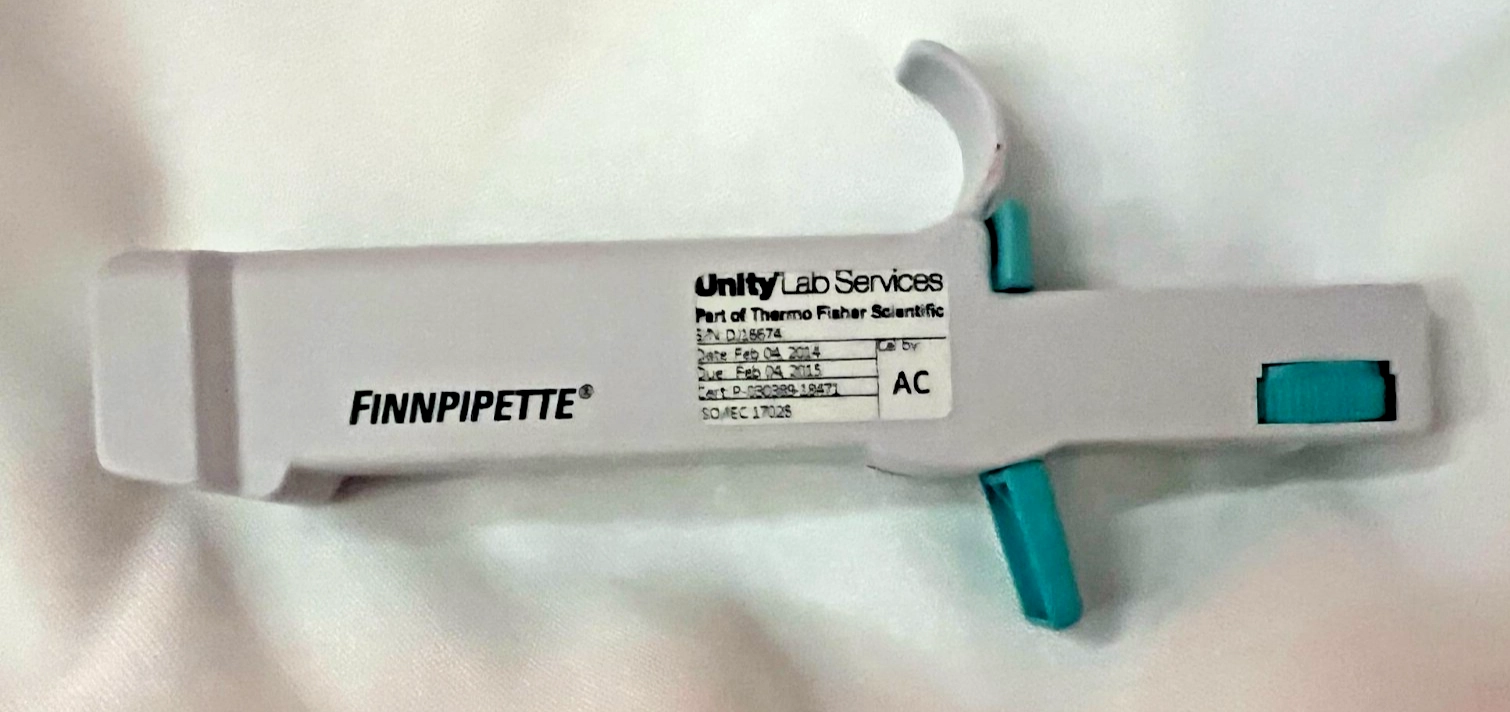 FINNPIPETTE®
Unity Lab Services
Part of Thermo Fisher Scientific
S/N DJ18674
Date Feb 04, 2014
Due Feb 04, 2015
Cert P-030389-18471
Cal by:
AC
ISO/IEC 17025